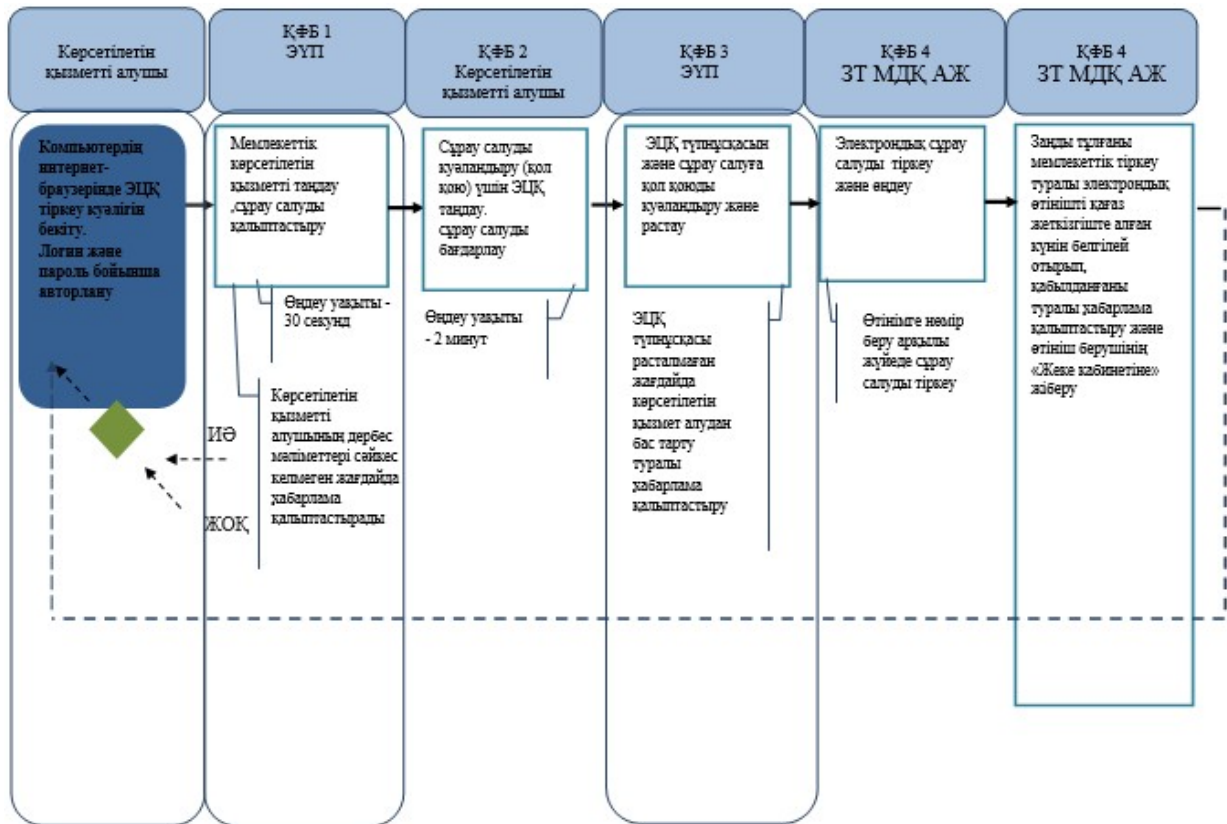 Көрсетілетін
қызметті алушы
ҚФБ 1
ЭҮП
ҚФБ 2
Көрсетілетін
қызметті алушы
ҚФБ 3
ЭҮП
ҚФБ 4
ЗТ МДҚ АЖ
ҚФБ 4
ЗТ МДҚ АЖ
Компьютердің
интернет-
браузерінде ЭЦҚ
тіркеу куәлігін
бекіту.
Логин және
пароль бойынша
авторлану
Мемлекеттік
көрсетілетін
қызметті таңдау
,сұрау салуды
қалыптастыру
Сұрау салуды
куәландыру (қол
қою) үшін ЭЦҚ
таңдау.
сұрау салуды
бағдарлау
ЭЦҚ түпнұсқасын
және сұрау салуға
қол қоюды
куәландыру және
растау
Электрондық сұрау
салуды тіркеу
және өңдеу
Заңды тұлғаны
мемлекеттік тіркеу
туралы электрондық
өтінішті қағаз
жеткізгіште алған
күнін белгілей
отырып,
қабылданғаны
туралы хабарлама
қалыптастыру және
өтініш берушінің
«Жеке кабинетіне»
жіберу
Өңдеу уақыты -
30 секунд
Өңдеу уақыты
- 2 минут
ЭЦҚ
түпнұсқасы
расталмаған
жағдайда
көрсетілетін
қызмет алудан
бас тарту
туралы
хабарлама
қалыптастыру
Өтінімге нөмір
беру арқылы
жүйеде сұрау
салуды тіркеу
Көрсетілетін
қызметті
алушының дербес
мәліметтері сәйкес
келмеген жағдайда
хабарлама
қалыптастырады
ИӘ
ЖОҚ